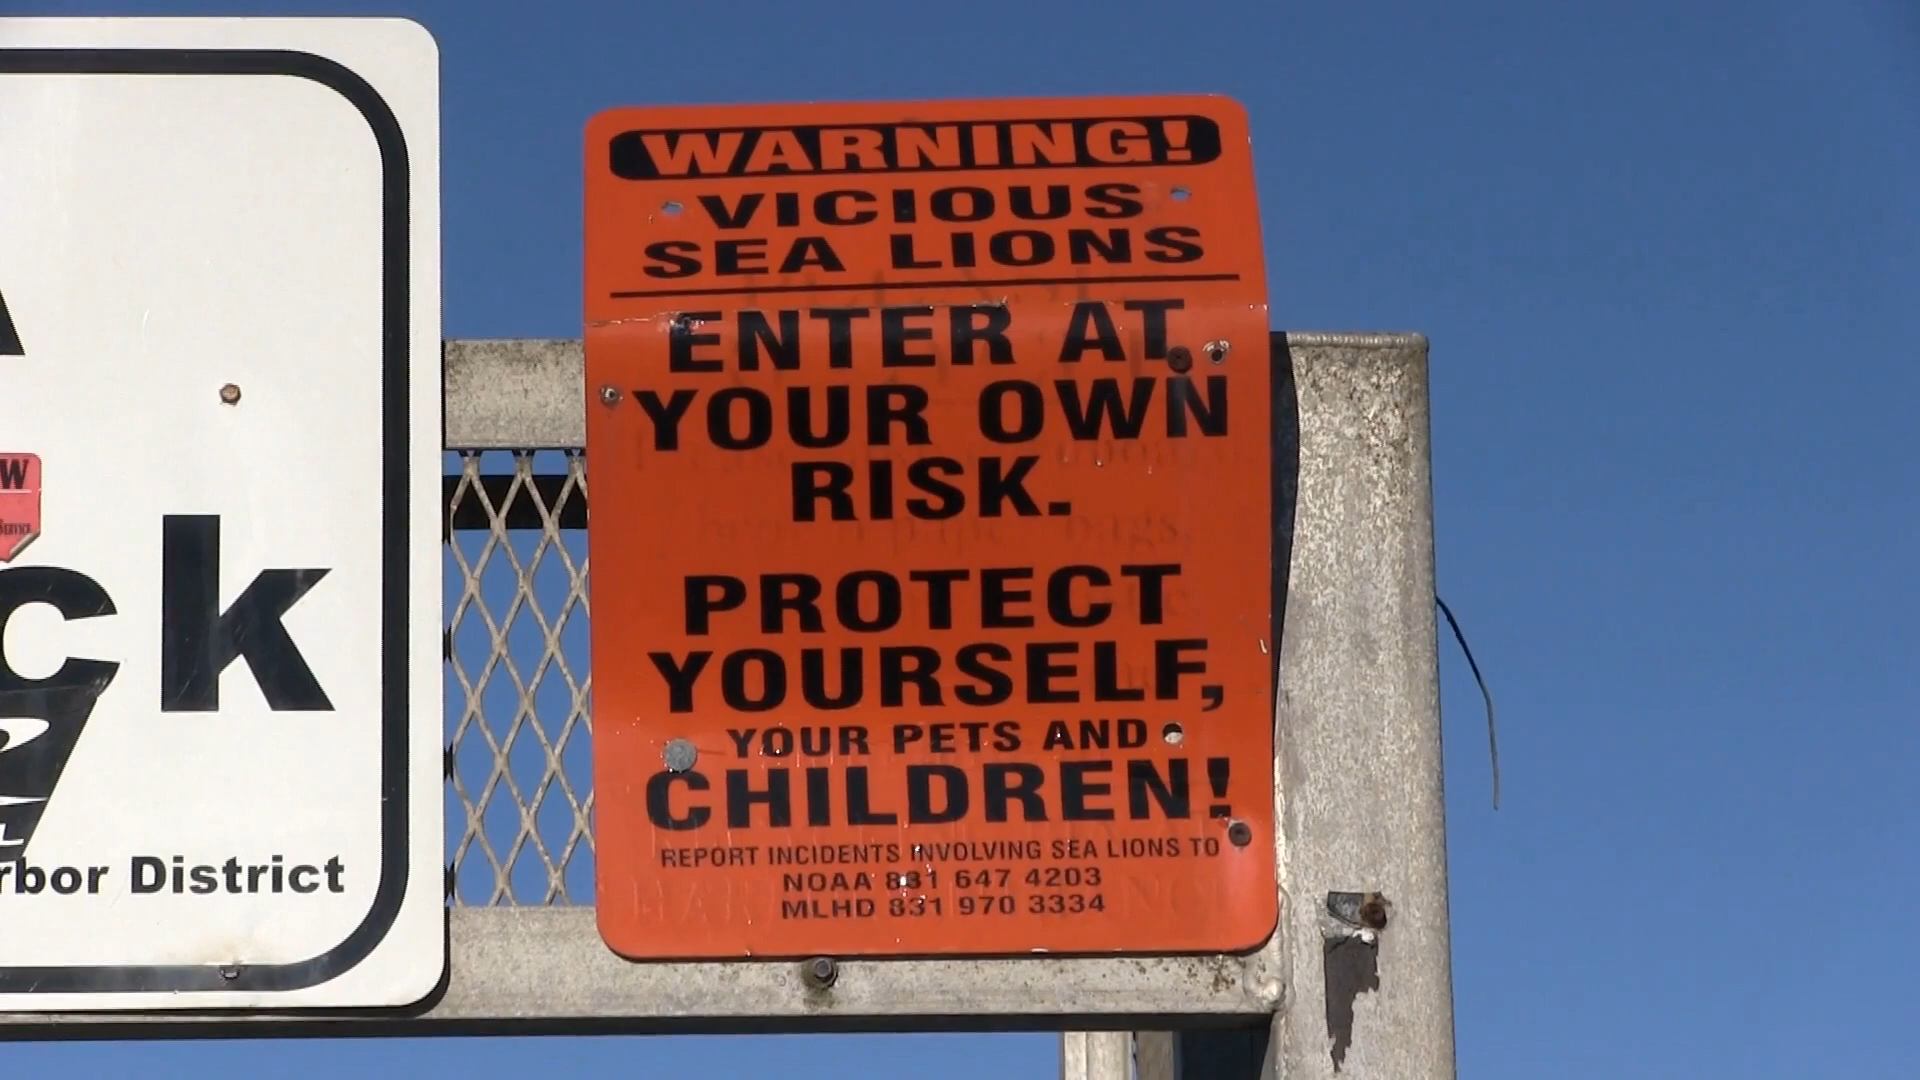 W
SERVICE
ck
rbor District
WARNING!
VICIOUS
SEA LIONS
ENTER AT
YOUR OWN
RISK.
PROTECT
YOURSELF,
YOUR PETS AND
CHILDREN!
REPORT INCIDENTS INVOLVING SEA LIONS TO
NOAA 831 647 4203
MLHD 831 970 3334